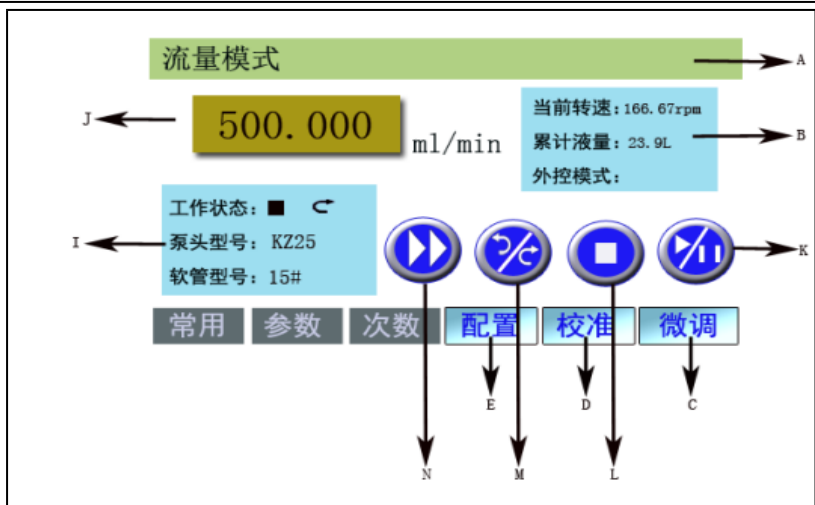 流量模式
A
J
500.000
ml/min
当前转速：166.67rpm
累计液量：23.9L
外控模式：
B
工作状态：
泵头型号：KZ25
软管型号：15#
I
K
常用 参数 次数 配置 校准 微调
E
D
C
N
M
L